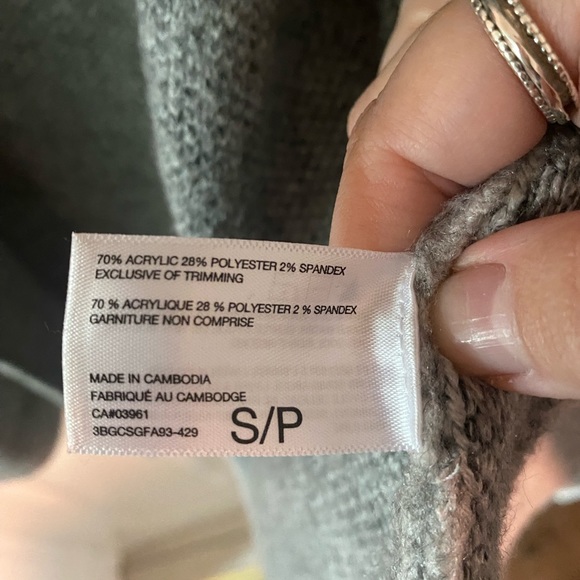 70% ACRYLIC 28% POLYESTER 2% SPANDEX
EXCLUSIVE OF TRIMMING
70 % ACRYLIQUE 28 % POLYESTER 2 % SPANDEX
GARNITURE NON COMPRISE
MADE IN CAMBODIA
FABRIQUÉ AU CAMBODGE
CA#03961
3BGCSGFA93-429
S/P